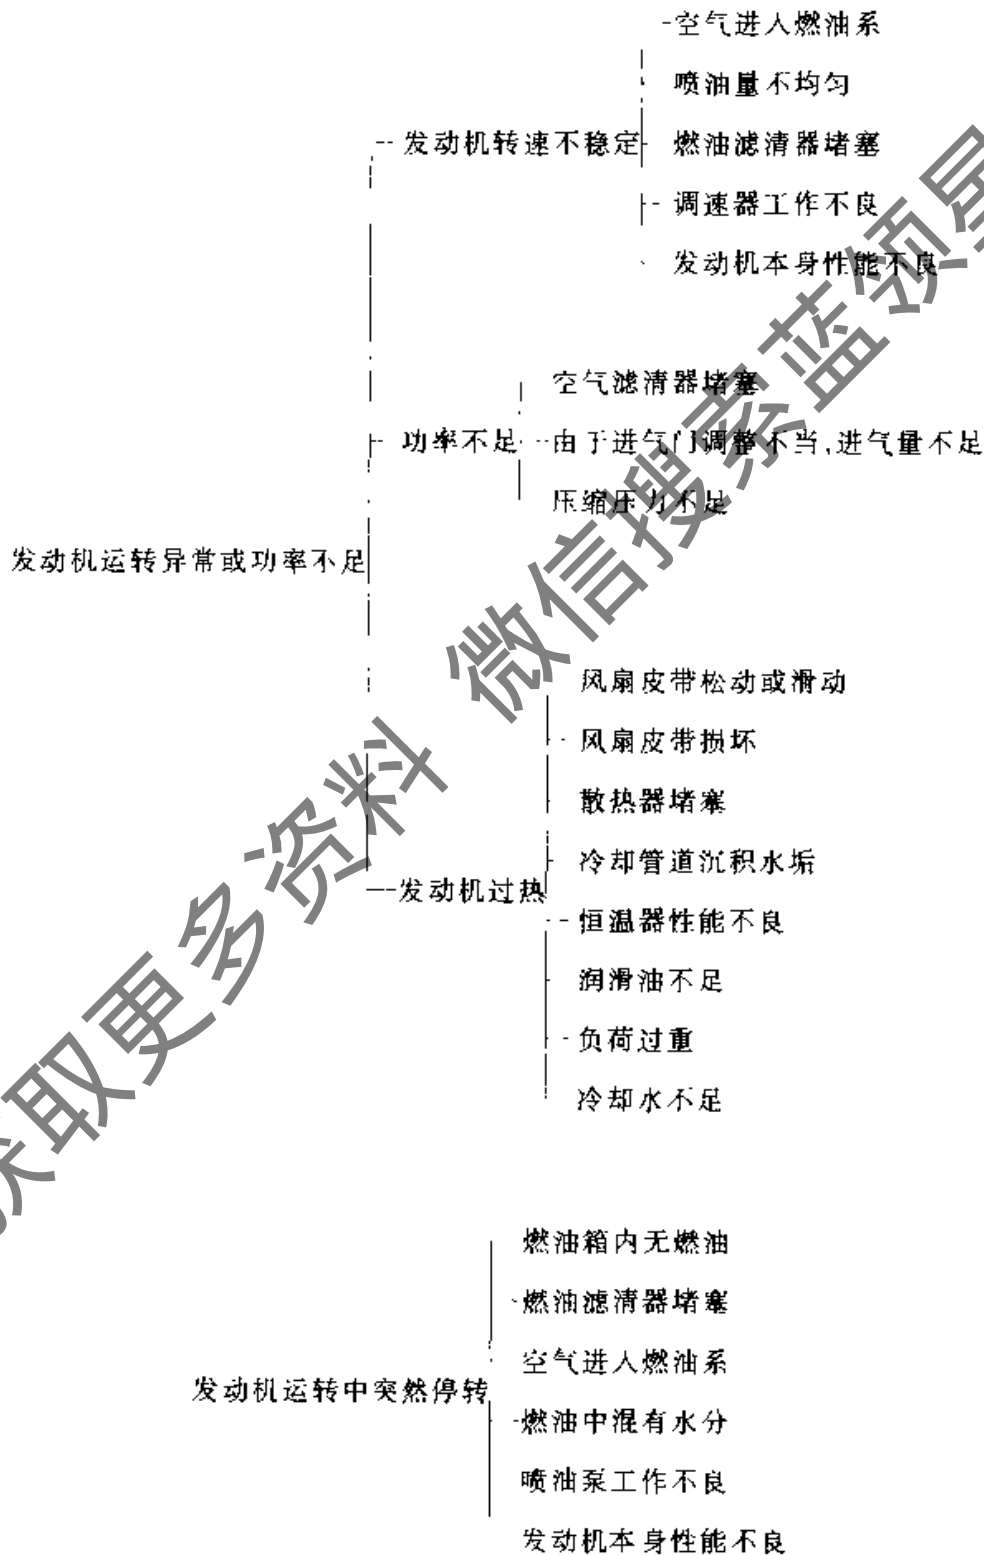 空气进入燃油系
喷油量不均匀
发动机转速不稳定
燃油滤清器堵塞
调速器工作不良
发动机本身性能不良
空气滤清器堵塞
功率不足
由于进气门调整不当,进气量不足
压缩压力不足
发动机运转异常或功率不足
风扇皮带松动或滑动
风扇皮带损坏
散热器堵塞
冷却管道沉积水垢
发动机过热
恒温器性能不良
润滑油不足
负荷过重
冷却水不足
燃油箱内无燃油
燃油滤清器堵塞
空气进入燃油系
发动机运转中突然停转
燃油中混有水分
喷油泵工作不良
发动机本身性能不良
获取更多资料 微信搜索蓝领星